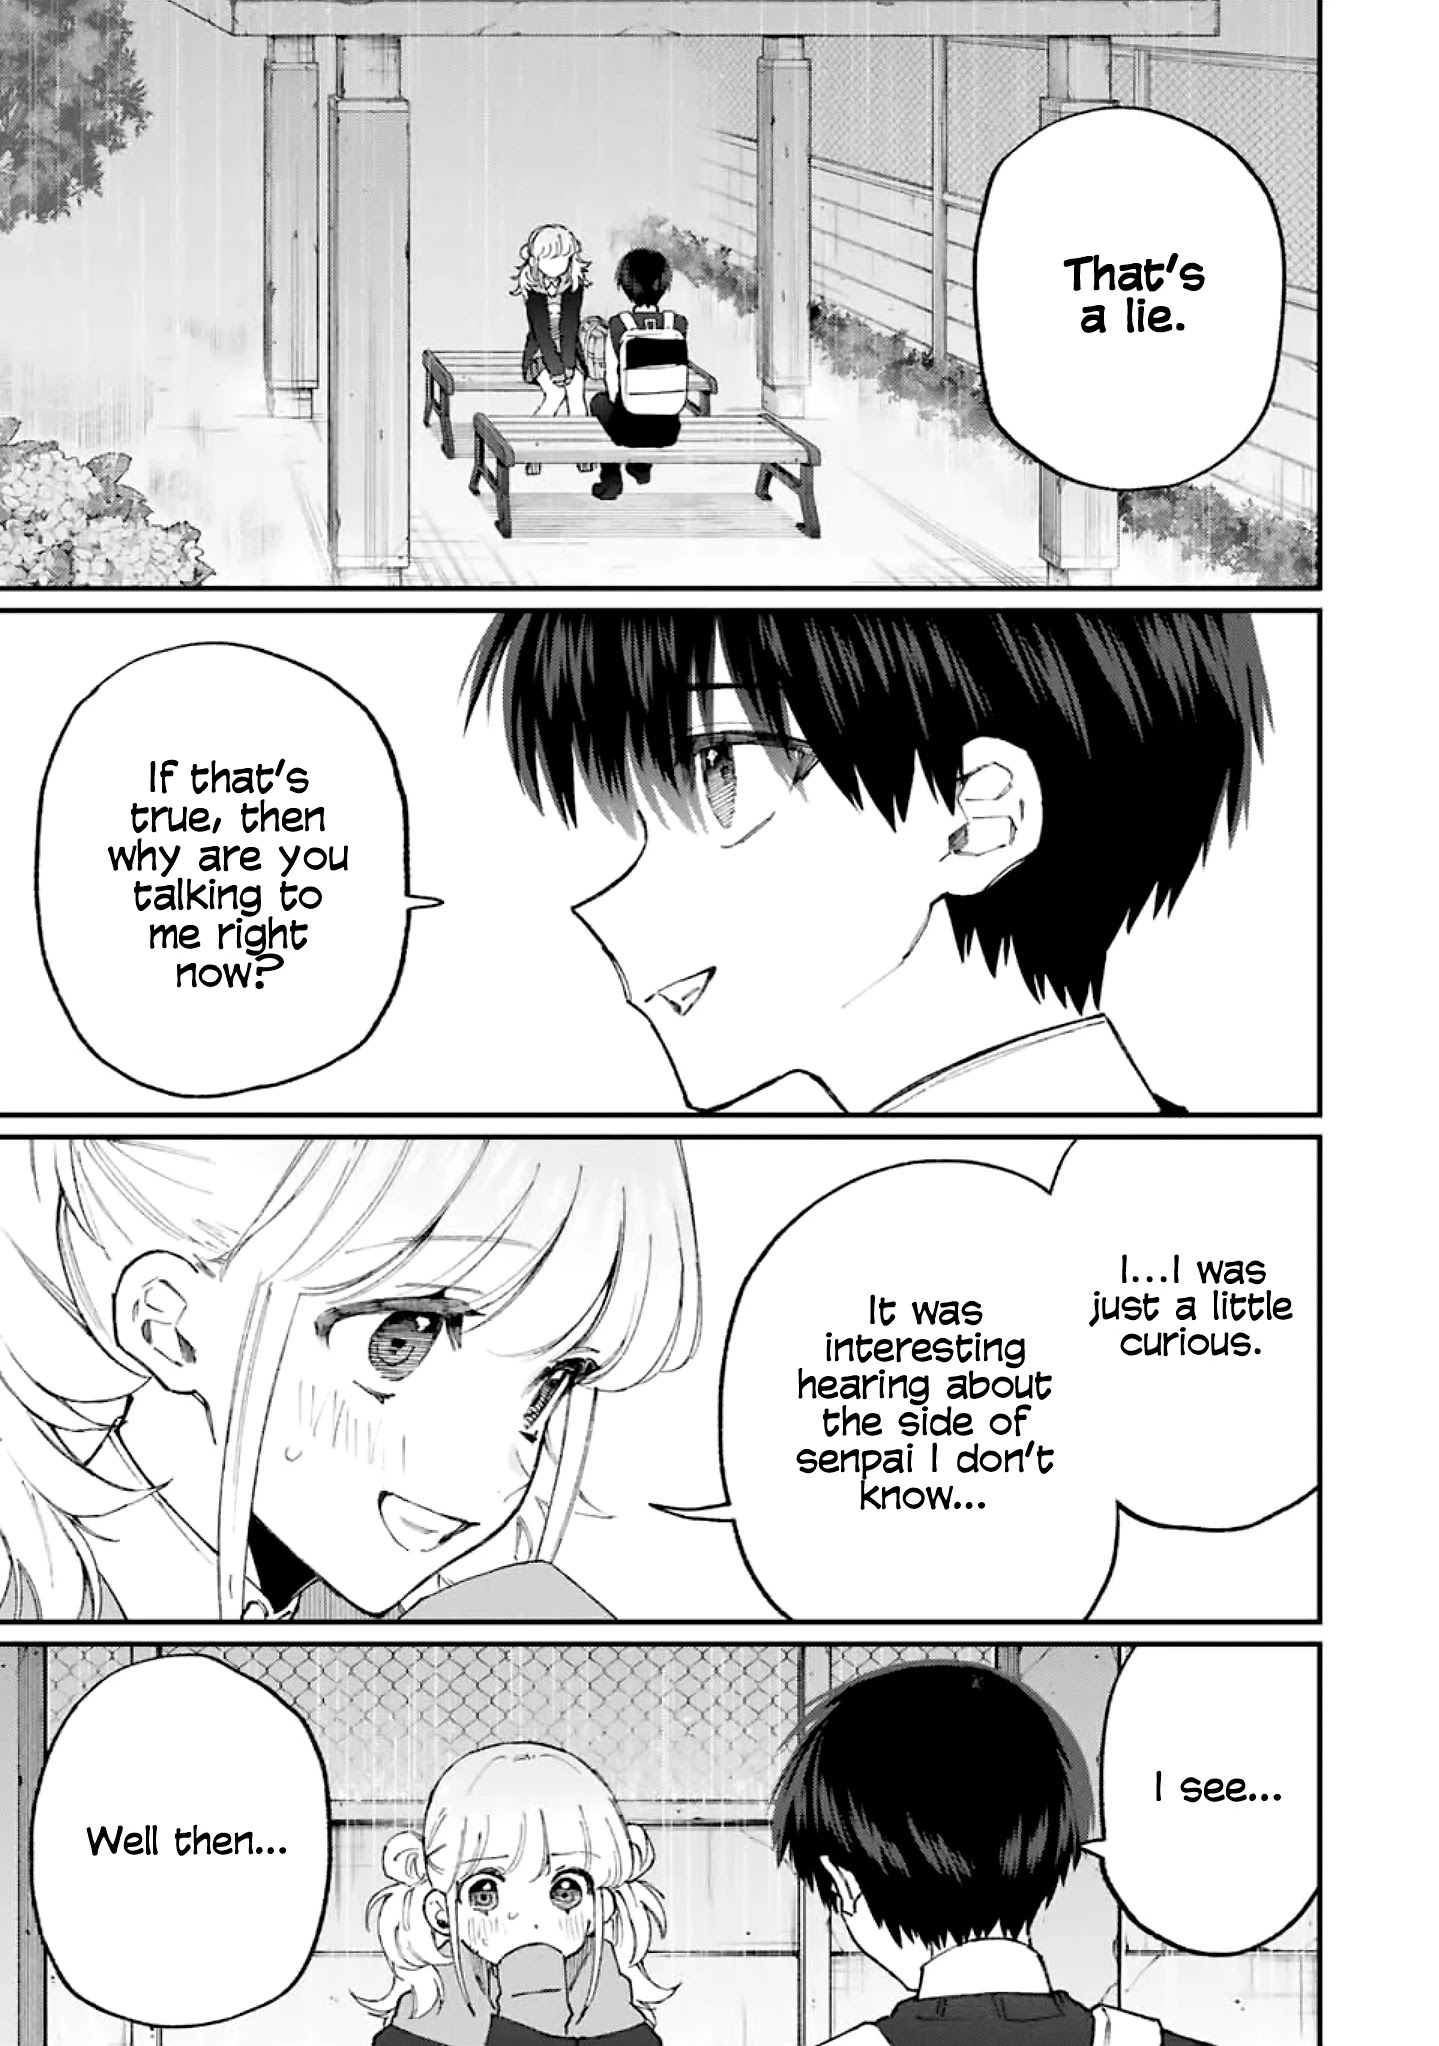 That's
a lie.
If that's
true, then
why are you
talking to
me right
now?
I...I was
just a little
curious.
It was
interesting
hearing about
the side of
senpai I don't
know...
I see...
Well then...